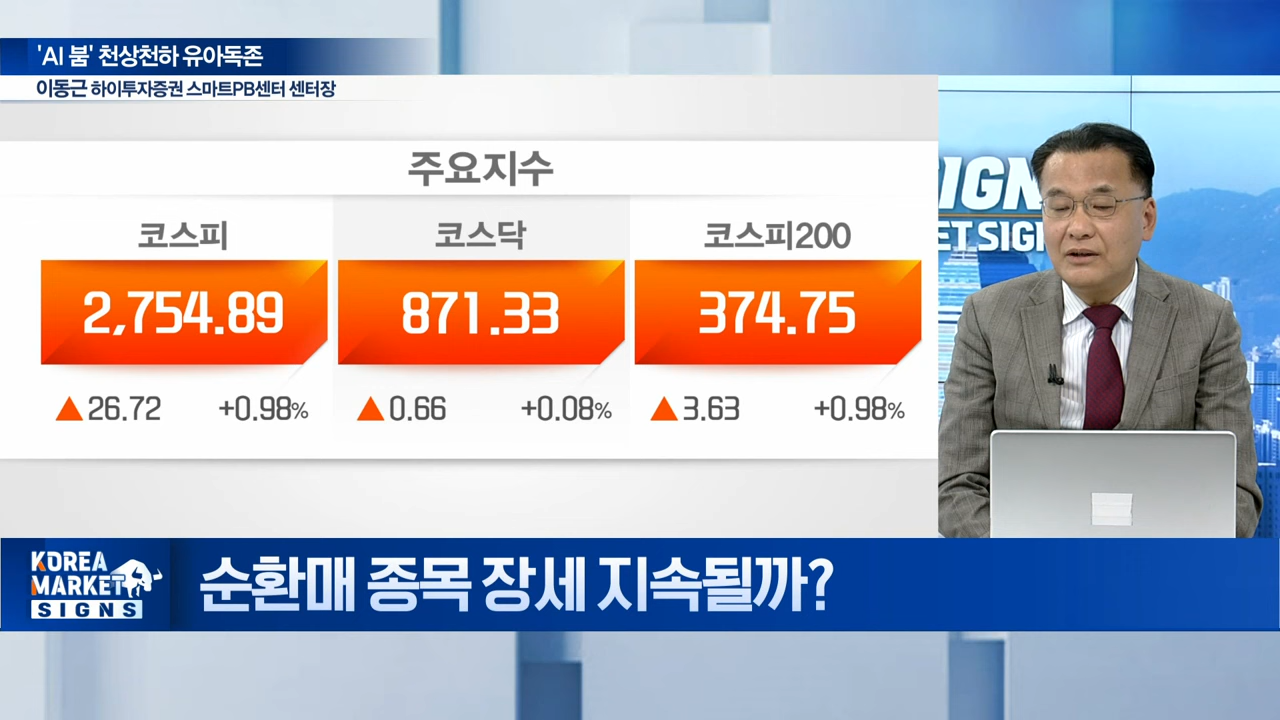 'AI 붐' 천상천하 유아독존
이동근 하이투자증권 스마트PB센터 센터장
주요지수
코스피
2,754.89
▲ 26.72 +0.98%
코스닥
871.33
▲ 0.66 +0.08%
코스피200
374.75
▲ 3.63 +0.98%
IGN
ET SIG
KOREA
MARKET
SIGNS
순환매 종목 장세 지속될까?